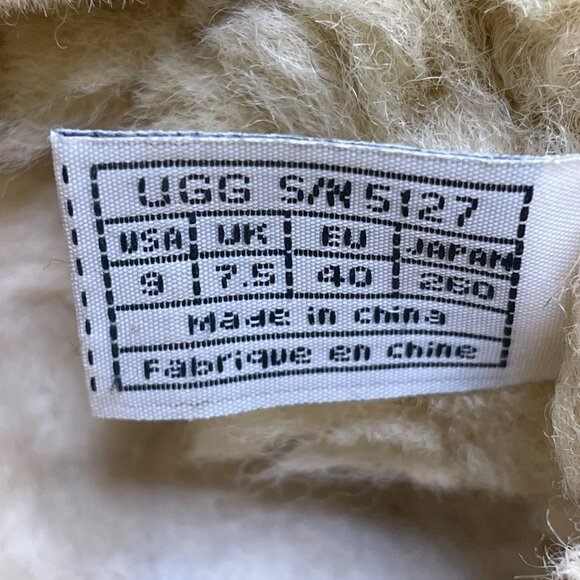 UGG S/N 5127
USA UK EU JAPAN
9 7.5 40 260
Made in china
Fabrique en chine